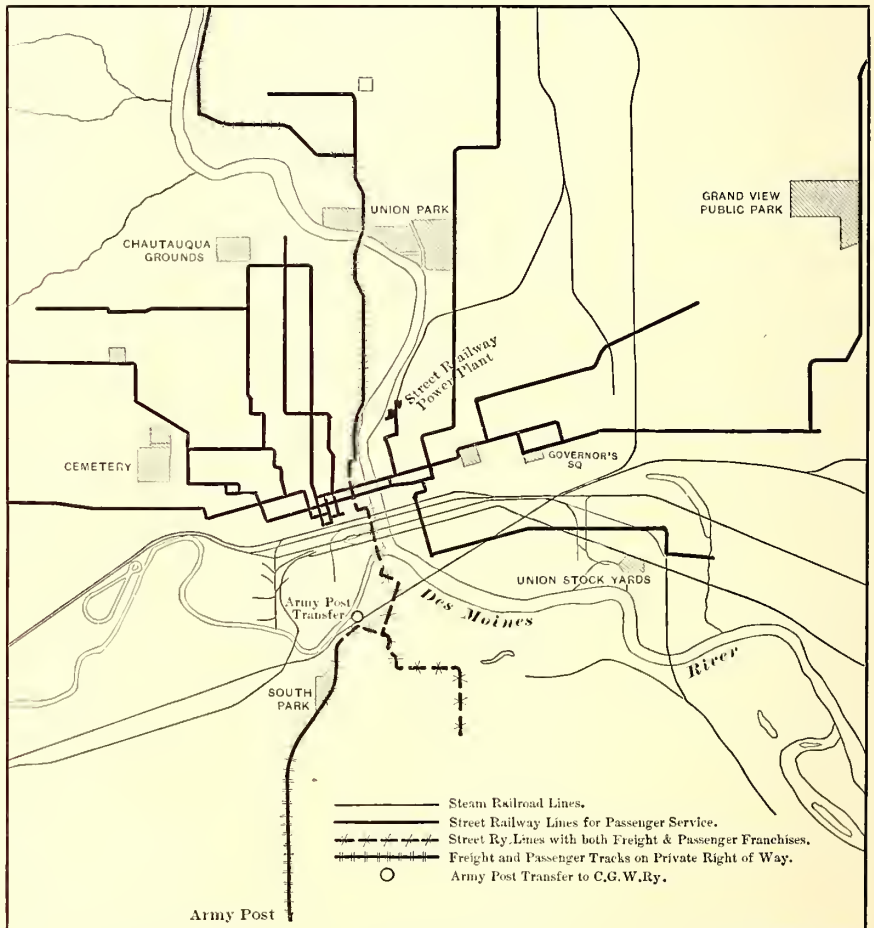 UNION PARK
GRAND VIEW
PUBLIC PARK
CHAUTAUQUA
GROUNDS
Street Railway
Power Plant
CEMETERY
GOVERNOR'S
SQ
UNION STOCK YARDS
Army Post
Transfer
Des Moines
River
SOUTH
PARK
Steam Railroad Lines.
Street Railway Lines for Passenger Service.
Street Ry. Lines with both Freight & Passenger Franchises.
Freight and Passenger Tracks on Private Right of Way.
Army Post Transfer to C.G.W.Ry.
Army Post